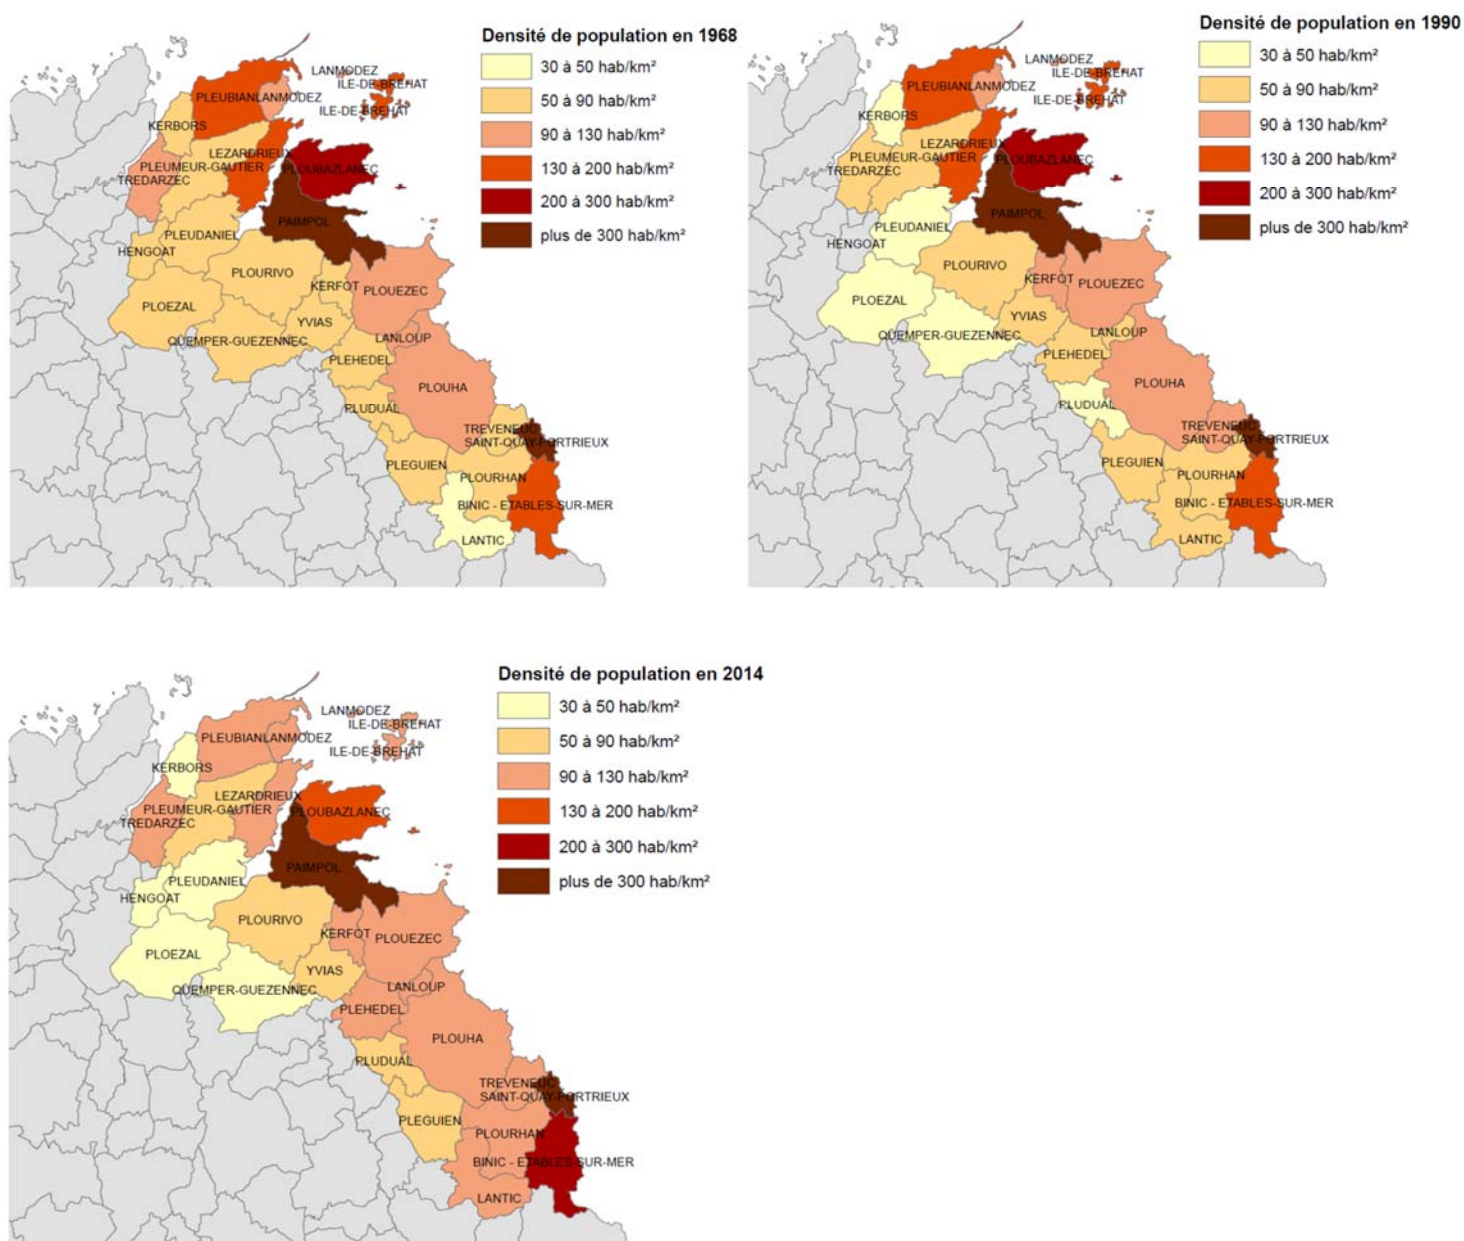 Densité de population en 1968
30 à 50 hab/km²
50 à 90 hab/km²
90 à 130 hab/km²
130 à 200 hab/km²
200 à 300 hab/km²
plus de 300 hab/km²
LANMODEZ
ILE-DE-BREHAT
PLEUBIAN
LANMODEZ
ILE-DE-BREHAT
KERBORS
LEZARDRIEUX
PLEUMEUR-GAUTIER
PLOUBAZLANEC
TREDARZEC
PAIMPOL
PLEUDANIEL
HENGOAT
PLOURIVO
KERFOT
PLOUEZEC
PLOEZAL
YVIAS
QUEMPER-GUEZENNEC
LANLOUP
PLEHEDEL
PLOUHA
PLUDUAL
TREVENEUC
SAINT-QUAY-PORTRIEUX
PLEGUIEN
PLOURHAN
BINIC - ETABLES-SUR-MER
LANTIC
Densité de population en 1990
30 à 50 hab/km²
50 à 90 hab/km²
90 à 130 hab/km²
130 à 200 hab/km²
200 à 300 hab/km²
plus de 300 hab/km²
LANMODEZ
ILE-DE-BREHAT
PLEUBIAN
LANMODEZ
ILE-DE-BREHAT
KERBORS
LEZARDRIEUX
PLEUMEUR-GAUTIER
PLOUBAZLANEC
TREDARZEC
PAIMPOL
PLEUDANIEL
HENGOAT
PLOURIVO
KERFOT
PLOUEZEC
PLOEZAL
YVIAS
QUEMPER-GUEZENNEC
LANLOUP
PLEHEDEL
PLOUHA
PLUDUAL
TREVENEUC
SAINT-QUAY-PORTRIEUX
PLEGUIEN
PLOURHAN
BINIC - ETABLES-SUR-MER
LANTIC
Densité de population en 2014
30 à 50 hab/km²
50 à 90 hab/km²
90 à 130 hab/km²
130 à 200 hab/km²
200 à 300 hab/km²
plus de 300 hab/km²
LANMODEZ
ILE-DE-BREHAT
PLEUBIAN
LANMODEZ
ILE-DE-BREHAT
KERBORS
LEZARDRIEUX
PLEUMEUR-GAUTIER
PLOUBAZLANEC
TREDARZEC
PAIMPOL
PLEUDANIEL
HENGOAT
PLOURIVO
KERFOT
PLOUEZEC
PLOEZAL
YVIAS
QUEMPER-GUEZENNEC
LANLOUP
PLEHEDEL
PLOUHA
PLUDUAL
TREVENEUC
SAINT-QUAY-PORTRIEUX
PLEGUIEN
PLOURHAN
BINIC - ETABLES-SUR-MER
LANTIC